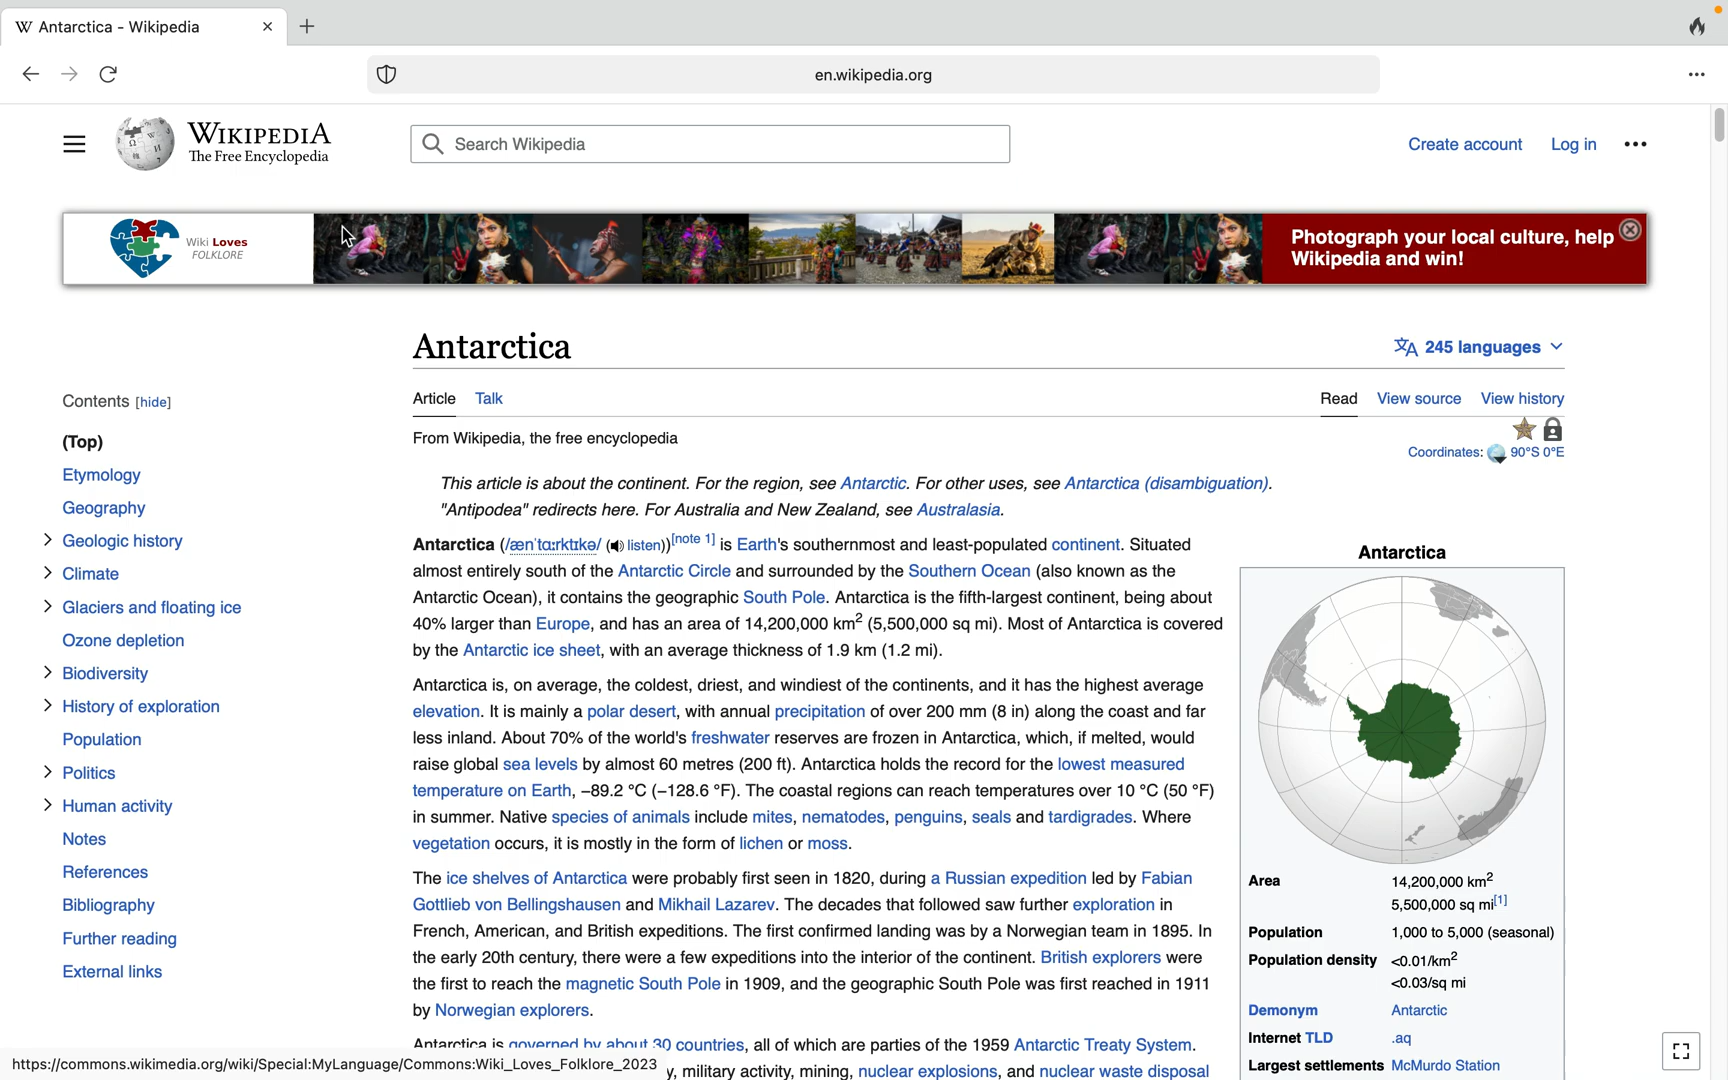 Antarctica - Wikipedia
en.wikipedia.org
WIKIPEDIA
The Free Encyclopedia
Search Wikipedia
Create account
Log in
Wiki Loves
FOLKLORE
Photograph your local culture, help
Wikipedia and win!
Antarctica
245 languages
Article
Talk
Read
View source
View history
From Wikipedia, the free encyclopedia
Coordinates: 90°S 0°E
Contents [hide]
(Top)
Etymology
Geography
Geologic history
Climate
Glaciers and floating ice
Ozone depletion
Biodiversity
History of exploration
Population
Politics
Human activity
Notes
References
Bibliography
Further reading
External links
This article is about the continent. For the region, see Antarctic. For other uses, see Antarctica (disambiguation).
"Antipodea" redirects here. For Australia and New Zealand, see Australasia.
Antarctica (/ænˈtɑːrktɪkə/ (listen))[note 1] is Earth's southernmost and least-populated continent. Situated
almost entirely south of the Antarctic Circle and surrounded by the Southern Ocean (also known as the
Antarctic Ocean), it contains the geographic South Pole. Antarctica is the fifth-largest continent, being about
40% larger than Europe, and has an area of 14,200,000 km² (5,500,000 sq mi). Most of Antarctica is covered
by the Antarctic ice sheet, with an average thickness of 1.9 km (1.2 mi).
Antarctica is, on average, the coldest, driest, and windiest of the continents, and it has the highest average
elevation. It is mainly a polar desert, with annual precipitation of over 200 mm (8 in) along the coast and far
less inland. About 70% of the world's freshwater reserves are frozen in Antarctica, which, if melted, would
raise global sea levels by almost 60 metres (200 ft). Antarctica holds the record for the lowest measured
temperature on Earth, −89.2 °C (−128.6 °F). The coastal regions can reach temperatures over 10 °C (50 °F)
in summer. Native species of animals include mites, nematodes, penguins, seals and tardigrades. Where
vegetation occurs, it is mostly in the form of lichen or moss.
The ice shelves of Antarctica were probably first seen in 1820, during a Russian expedition led by Fabian
Gottlieb von Bellingshausen and Mikhail Lazarev. The decades that followed saw further exploration in
French, American, and British expeditions. The first confirmed landing was by a Norwegian team in 1895. In
the early 20th century, there were a few expeditions into the interior of the continent. British explorers were
the first to reach the magnetic South Pole in 1909, and the geographic South Pole was first reached in 1911
by Norwegian explorers.
Antarctica is governed by about 30 countries, all of which are parties of the 1959 Antarctic Treaty System.
y, military activity, mining, nuclear explosions, and nuclear waste disposal
Antarctica
Area 14,200,000 km²
5,500,000 sq mi[1]
Population 1,000 to 5,000 (seasonal)
Population density <0.01/km²
<0.03/sq mi
Demonym Antarctic
Internet TLD .aq
Largest settlements McMurdo Station
https://commons.wikimedia.org/wiki/Special:MyLanguage/Commons:Wiki_Loves_Folklore_2023